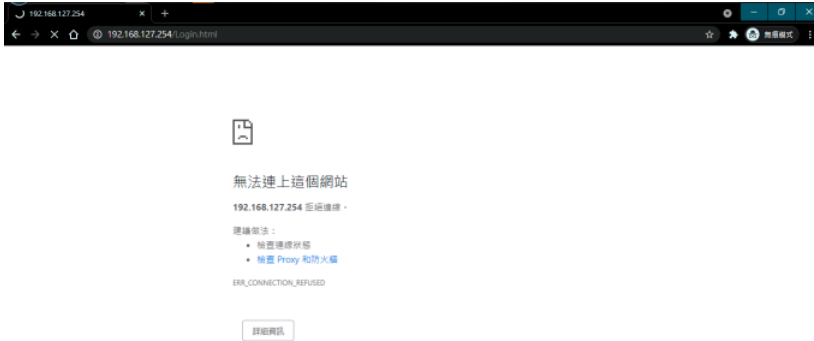 192.168.127.254
192.168.127.254/Login.html
無痕模式
無法連上這個網站
192.168.127.254 拒絕連線。
建議做法：
• 檢查連線狀態
• 檢查 Proxy 和防火牆
ERR_CONNECTION_REFUSED
詳細資訊